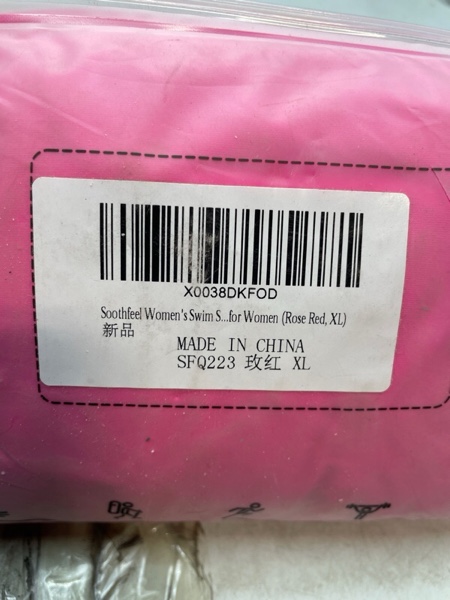 X0038DKFOD
Soothfeel Women's Swim S...for Women (Rose Red, XL)
新品
MADE IN CHINA
SFQ223 玫红 XL